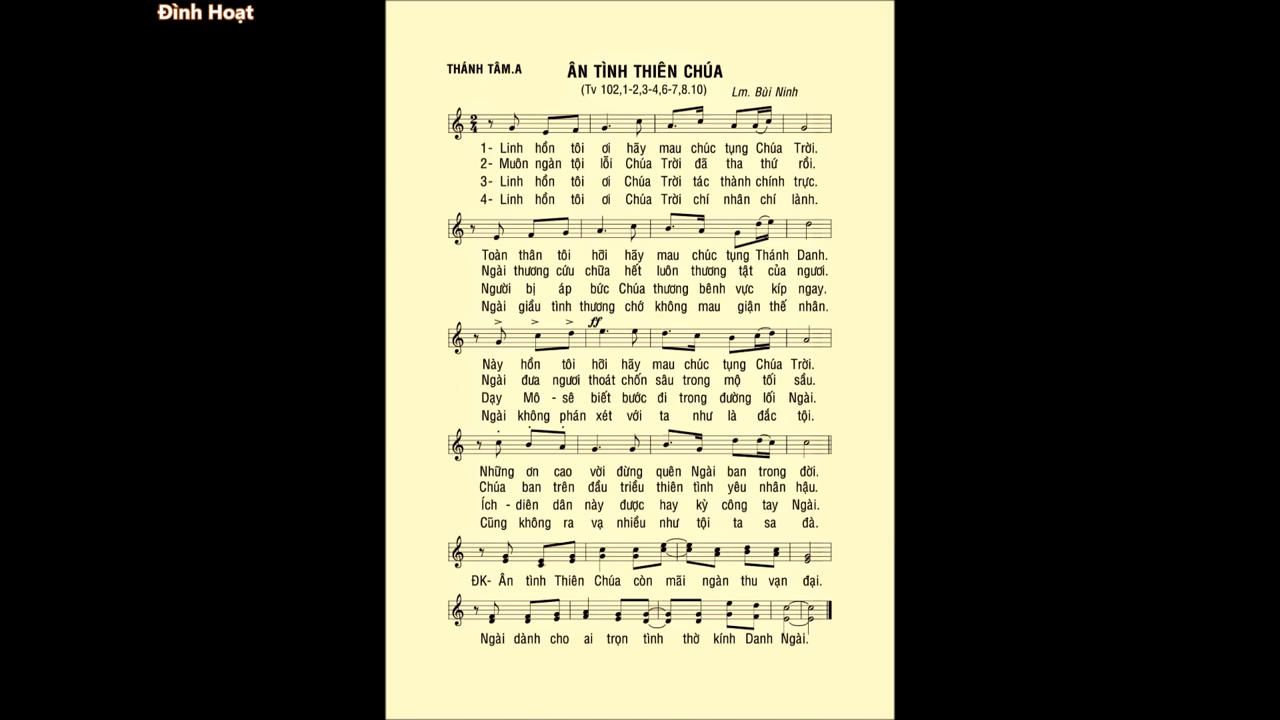 Đình Hoạt
THÁNH TÂM.A
ÂN TÌNH THIÊN CHÚA
(Tv 102,1-2,3-4,6-7,8.10)
Lm. Bùi Ninh
1- Linh hồn tôi ơi hãy mau chúc tụng Chúa Trời.
2- Muôn ngàn tội lỗi Chúa Trời đã tha thứ rồi.
3- Linh hồn tôi ơi Chúa Trời tác thành chính trực.
4- Linh hồn tôi ơi Chúa Trời chí nhân chí lành.
Toàn thân tôi hỡi hãy mau chúc tụng Thánh Danh.
Ngài thương cứu chữa hết luôn thương tật của ngươi.
Người bị áp bức Chúa thương bênh vực kíp ngay.
Ngài giầu tình thương chớ không mau giận thế nhân.
ff
Này hồn tôi hỡi hãy mau chúc tụng Chúa Trời.
Ngài đưa ngươi thoát chốn sâu trong mộ tối sầu.
Dạy Mô - sê biết bước đi trong đường lối Ngài.
Ngài không phán xét với ta như là đắc tội.
Những ơn cao vời đừng quên Ngài ban trong đời.
Chúa ban trên đầu triều thiên tình yêu nhân hậu.
Ích - diên dân này được hay kỳ công tay Ngài.
Cũng không ra vạ nhiều như tội ta sa đà.
ĐK- Ân tình Thiên Chúa còn mãi ngàn thu vạn đại.
Ngài dành cho ai trọn tình thờ kính Danh Ngài.